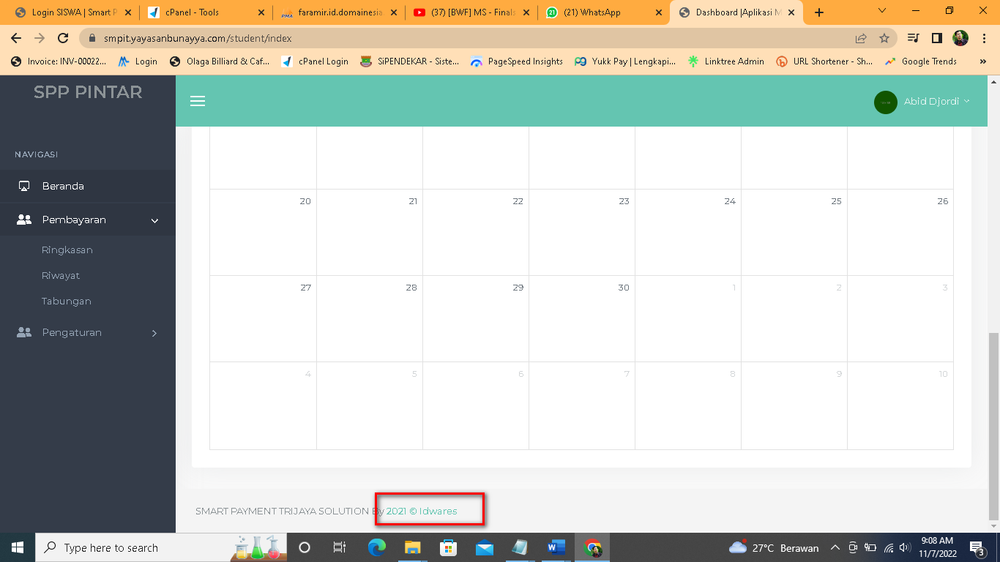 Login SISWA | Smart P
cPanel - Tools
PMA faramir.id.domainesia
(37) [BWF] MS - Finals
21 (21) WhatsApp
Dashboard |Aplikasi M
smpit.yayasanbunayya.com/student/index
Invoice: INV-00022...
Login
Olaga Billiard & Caf...
cPanel Login
SiPENDEKAR - Siste...
PageSpeed Insights
Yukk Pay | Lengkapi...
Linktree Admin
URL Shortener - Sh...
Google Trends
»
SPP PINTAR
Abid Djordi
NAVIGASI
Beranda
Pembayaran
Ringkasan
Riwayat
Tabungan
Pengaturan
20 21 22 23 24 25 26
27 28 29 30 1 2 3
4 5 6 7 8 9 10
SMART PAYMENT TRIJAYA SOLUTION By 2021 © Idwares
Type here to search
27°C Berawan
9:08 AM
11/7/2022
3